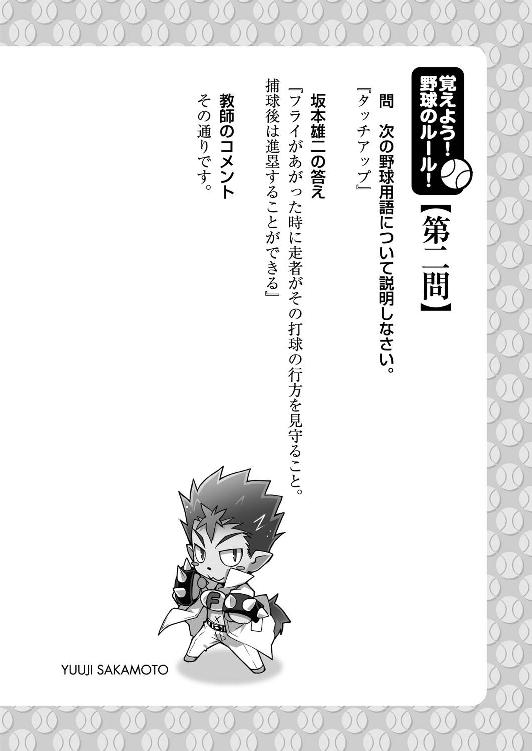 覚えよう！
野球のルール！
【第二問】
問　次の野球用語について説明しなさい。
『タッチアップ』
坂本雄二の答え
『フライがあがった時に走者がその打球の行方を見守ること。
捕球後は進塁することができる』
教師のコメント
その通りです。
F
YUUJI SAKAMOTO